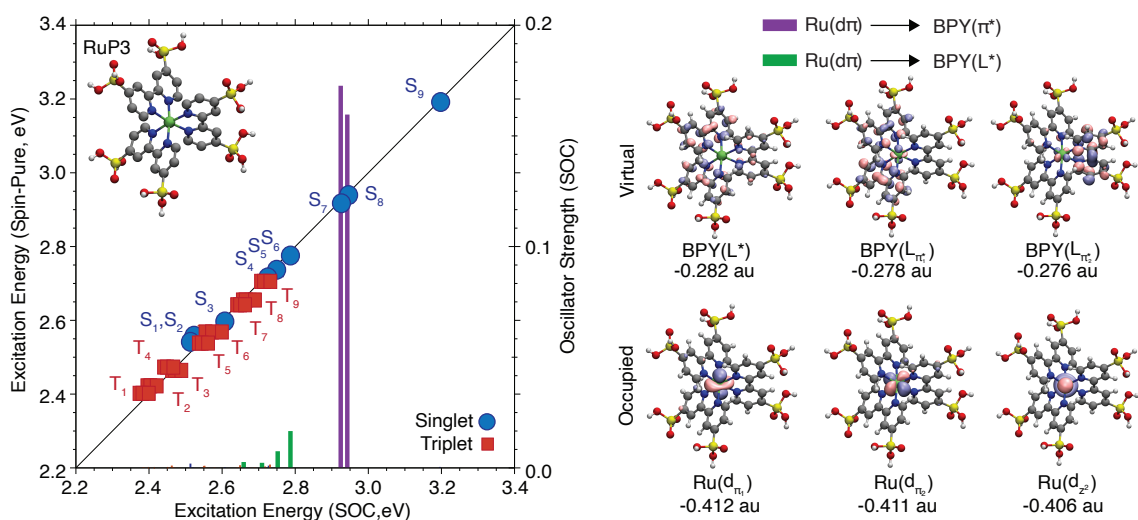 RuP3
Excitation Energy (Spin-Pure, eV)
3.4
3.2
3.0
2.8
2.6
2.4
2.2
2.2
2.4
2.6
2.8
3.0
3.2
3.4
Excitation Energy (SOC,eV)
0.2
0.1
0.0
Oscillator Strength (SOC)
S9
S7
S8
S6
S5
S4
S3
S1,S2
T1
T2
T3
T4
T5
T6
T7
T8
T9
Singlet
Triplet
Ru(dπ) → BPY(π*)
Ru(dπ) → BPY(L*)
Virtual
BPY(L*)
-0.282 au
BPY(Lπ1*)
-0.278 au
BPY(Lπ2*)
-0.276 au
Occupied
Ru(dπ1)
-0.412 au
Ru(dπ2)
-0.411 au
Ru(dz2)
-0.406 au